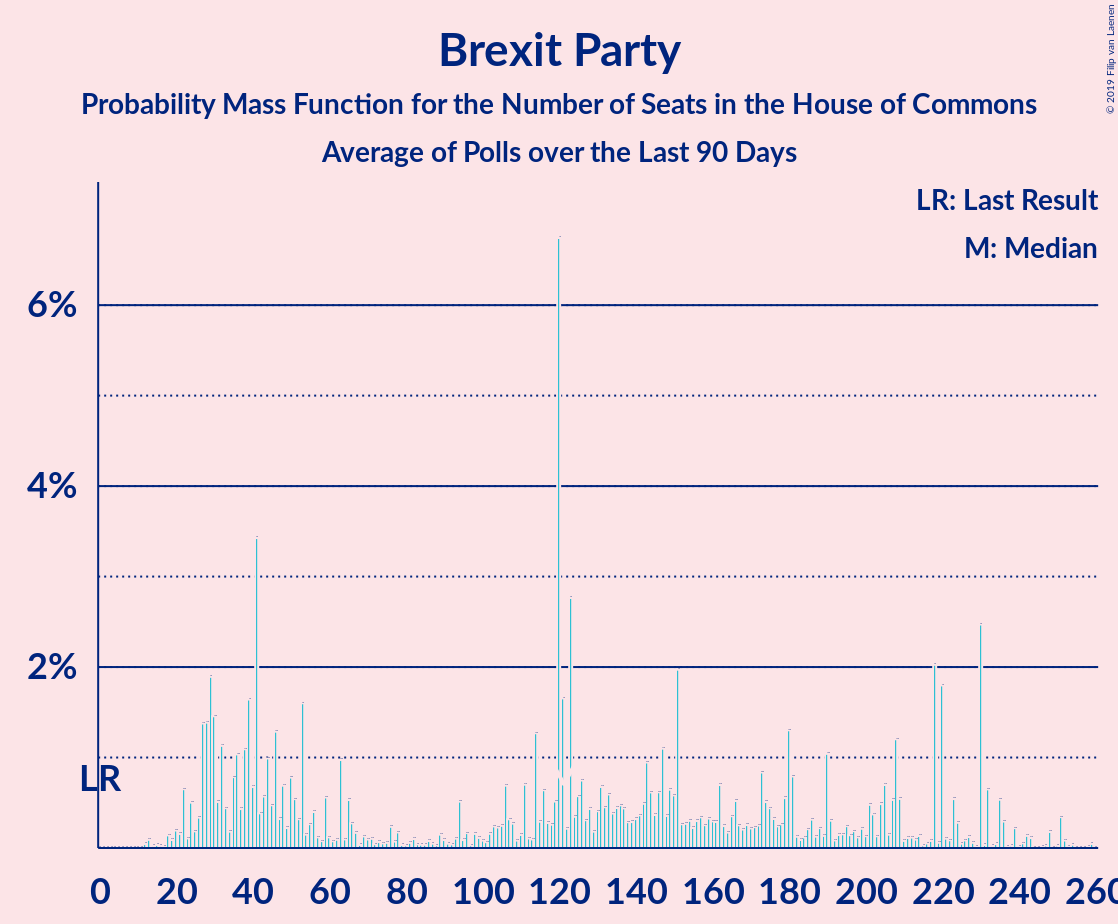 Brexit Party
Probability Mass Function for the Number of Seats in the House of Commons
Average of Polls over the Last 90 Days
© 2019 Filip van Laenen
LR: Last Result
M: Median
6%
4%
2%
LR
0 20 40 60 80 100 120 140 160 180 200 220 240 260